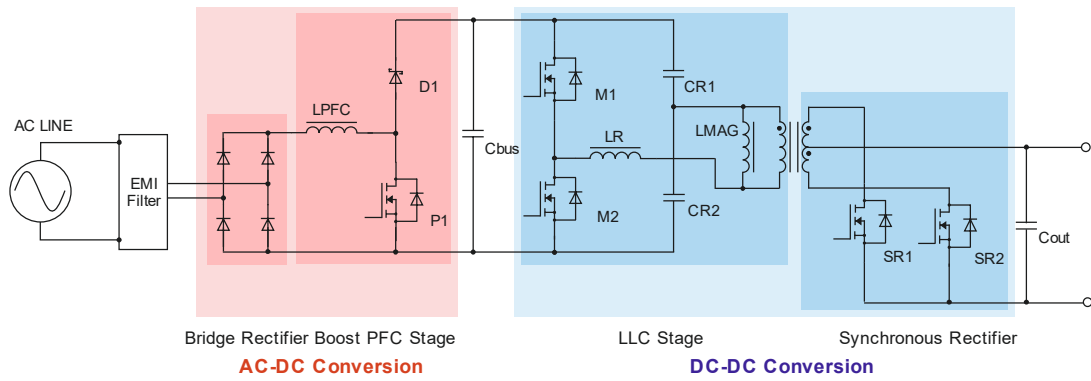 AC LINE
EMI
Filter
LPFC
D1
P1
Cbus
M1
M2
LR
CR1
LMAG
CR2
SR1
SR2
Cout
Bridge Rectifier Boost PFC Stage
LLC Stage
Synchronous Rectifier
AC-DC Conversion
DC-DC Conversion